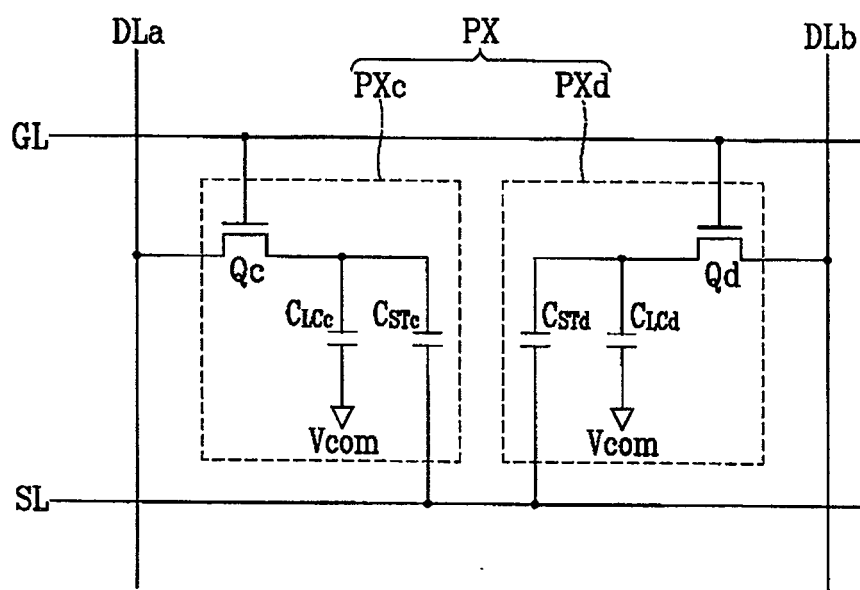 DLa PX DLb
PXc PXd
GL
Qc Qd
CLCc CSTc CSTd CLCd
Vcom Vcom
SL